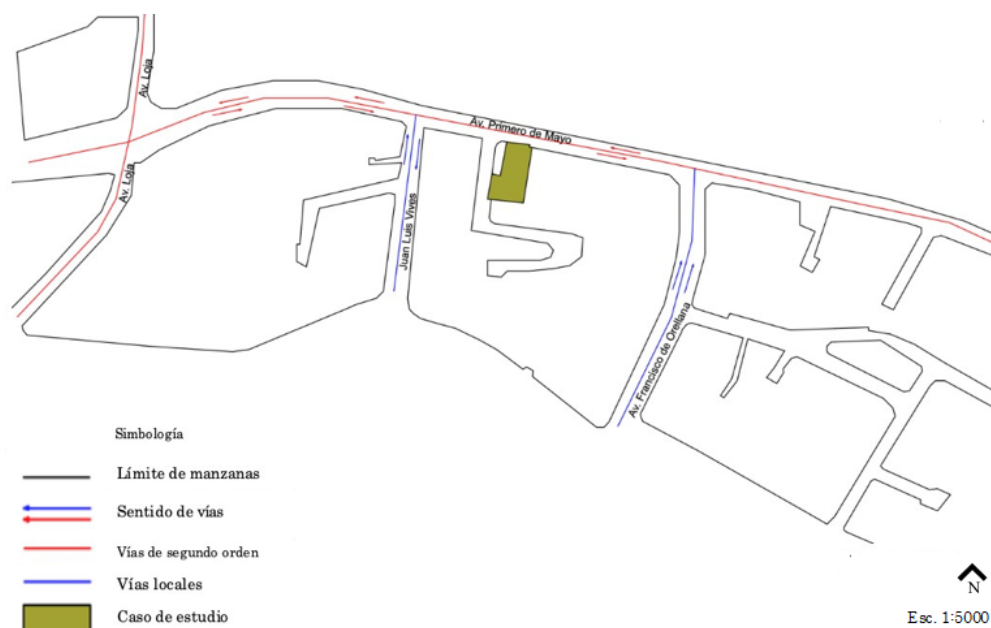 Av. Loja
Av. Primero de Mayo
Av. Loja
Juan Luis Vives
Av. Francisco de Orellana
Simbología
Límite de manzanas
Sentido de vías
Vías de segundo orden
Vías locales
Caso de estudio
N
Esc. 1:5000